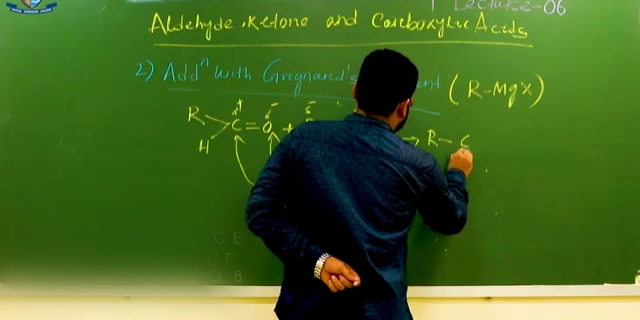 Lecture-06
Aldehyde, Ketone and Carboxylic Acids
2) Addⁿ with Grignard's (R-MgX)
R
H
C = O +
→ R - C